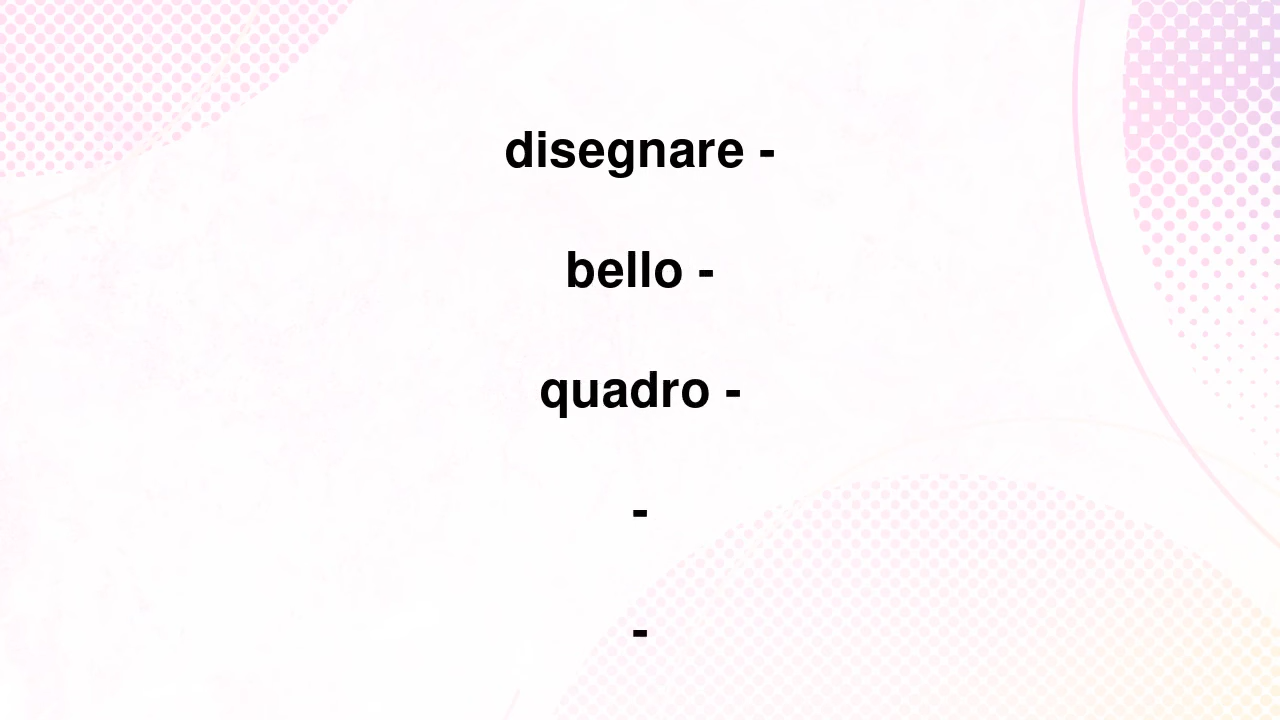 disegnare -
bello -
quadro -
-
-